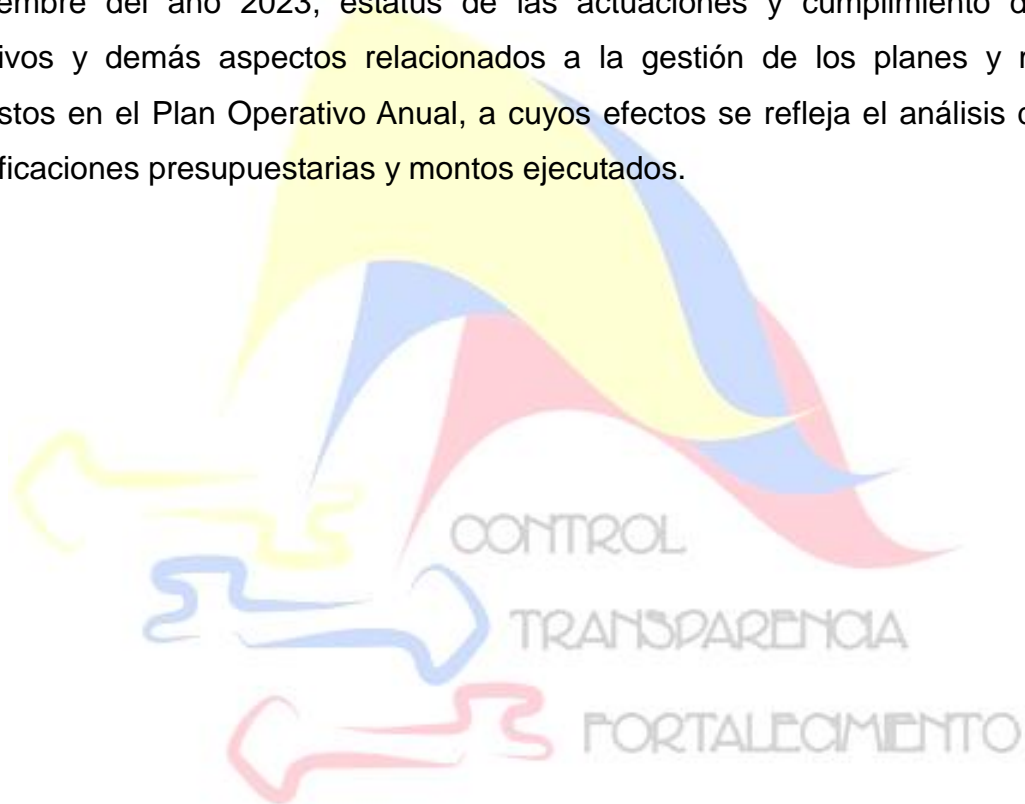 embre del año 2023, estatus de las actuaciones y cumplimiento d
ivos y demás aspectos relacionados a la gestión de los planes y
stos en el Plan Operativo Anual, a cuyos efectos se refleja el análisis
ficaciones presupuestarias y montos ejecutados.
CONTROL
TRANSPARENCIA
FORTALECIMIENTO